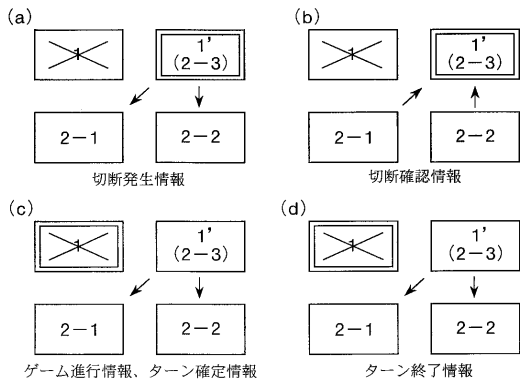 (a)
1 1'
(2-3)
2-1 2-2
切断発生情報
(b)
1 1'
(2-3)
2-1 2-2
切断確認情報
(c)
1 1'
(2-3)
2-1 2-2
ゲーム進行情報、ターン確定情報
(d)
1 1'
(2-3)
2-1 2-2
ターン終了情報